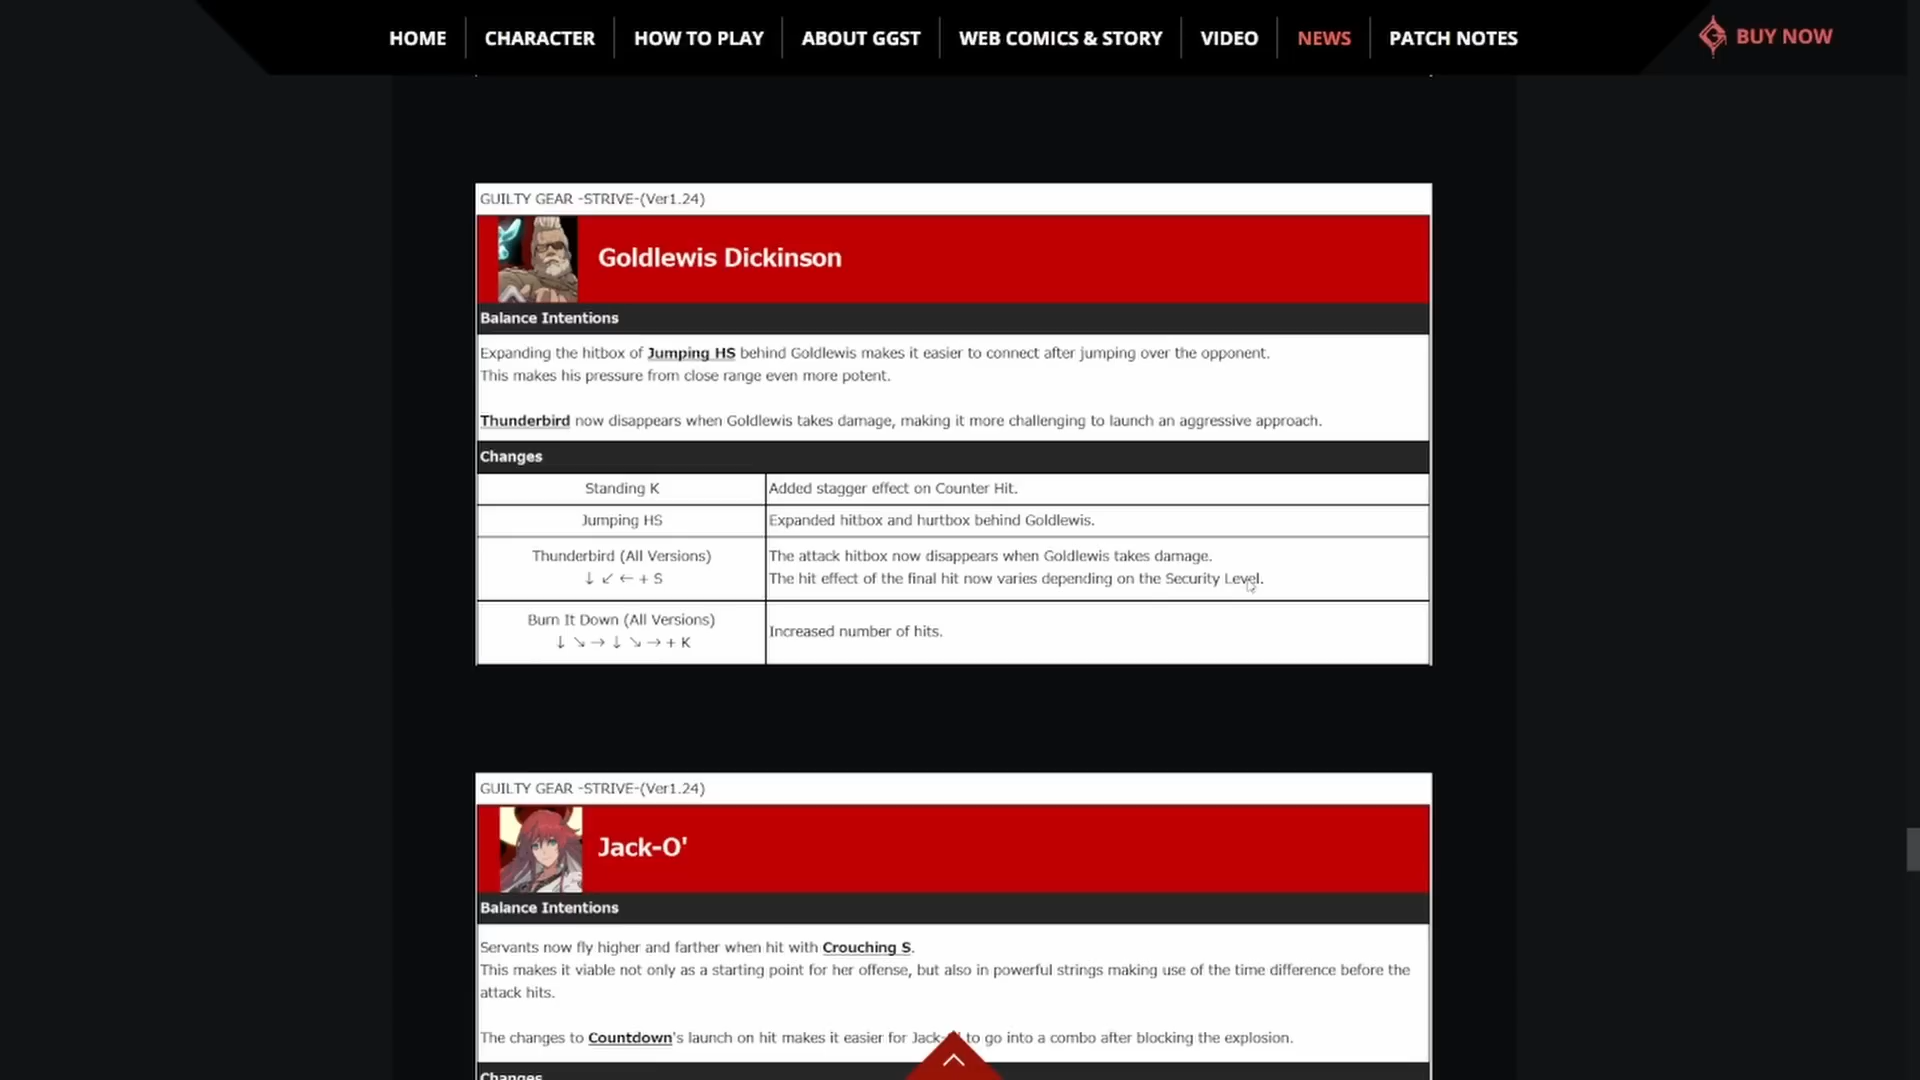 HOME
CHARACTER
HOW TO PLAY
ABOUT GGST
WEB COMICS & STORY
VIDEO
NEWS
PATCH NOTES
BUY NOW
GUILTY GEAR -STRIVE-(Ver1.24)
Goldlewis Dickinson
Balance Intentions
Expanding the hitbox of Jumping HS behind Goldlewis makes it easier to connect after jumping over the opponent.
This makes his pressure from close range even more potent.
Thunderbird now disappears when Goldlewis takes damage, making it more challenging to launch an aggressive approach.
Changes
Standing K
Added stagger effect on Counter Hit.
Jumping HS
Expanded hitbox and hurtbox behind Goldlewis.
Thunderbird (All Versions)
↓ ↙ ← + S
The attack hitbox now disappears when Goldlewis takes damage.
The hit effect of the final hit now varies depending on the Security Level.
Burn It Down (All Versions)
↓ ↘ → ↓ ↘ → + K
Increased number of hits.
GUILTY GEAR -STRIVE-(Ver1.24)
Jack-O'
Balance Intentions
Servants now fly higher and farther when hit with Crouching S.
This makes it viable not only as a starting point for her offense, but also in powerful strings making use of the time difference before the
attack hits.
The changes to Countdown's launch on hit makes it easier for Jack- to go into a combo after blocking the explosion.
Changes